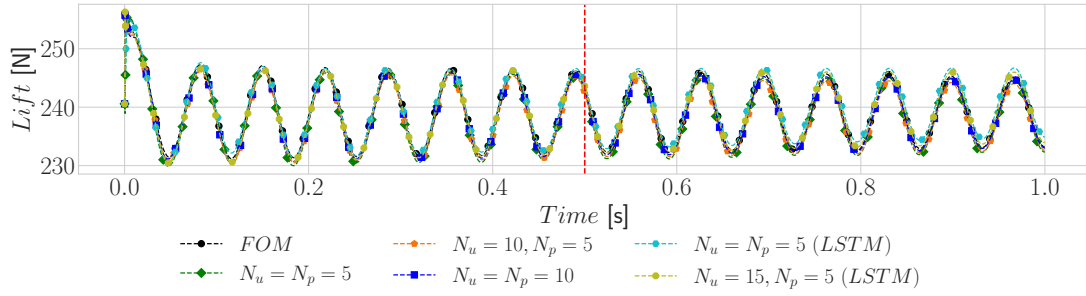 250
240
230
Lift [N]
0.0 0.2 0.4 0.6 0.8 1.0
Time [s]
FOM N_u = 10, N_p = 5 N_u = N_p = 5 (LSTM)
N_u = N_p = 5 N_u = N_p = 10 N_u = 15, N_p = 5 (LSTM)